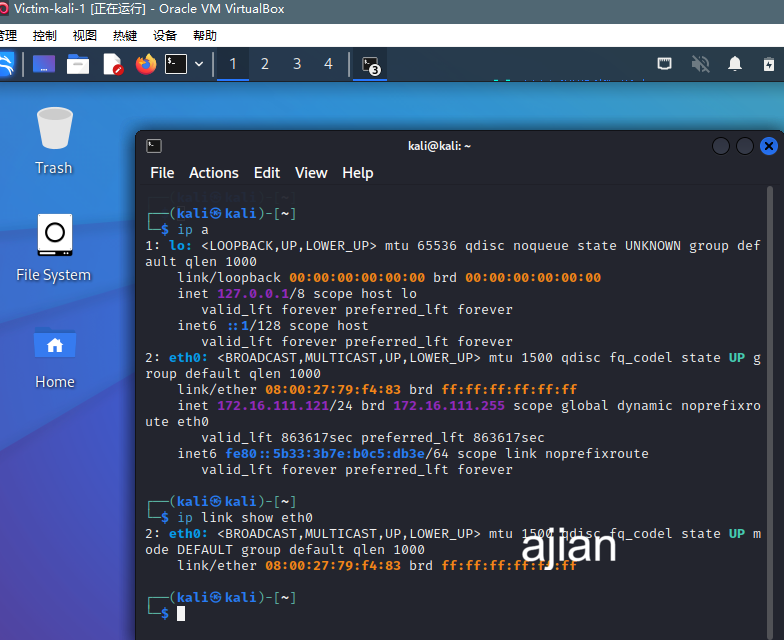 Victim-kali-1 [正在运行] - Oracle VM VirtualBox
管理 控制 视图 热键 设备 帮助
1 2 3 4 3
Trash
File System
Home
kali@kali: ~
File Actions Edit View Help
┌──(kali㉿kali)-[~]
└─$ ip a
1: lo: <LOOPBACK,UP,LOWER_UP> mtu 65536 qdisc noqueue state UNKNOWN group def
ault qlen 1000
    link/loopback 00:00:00:00:00:00 brd 00:00:00:00:00:00
    inet 127.0.0.1/8 scope host lo
       valid_lft forever preferred_lft forever
    inet6 ::1/128 scope host
       valid_lft forever preferred_lft forever
2: eth0: <BROADCAST,MULTICAST,UP,LOWER_UP> mtu 1500 qdisc fq_codel state UP g
roup default qlen 1000
    link/ether 08:00:27:79:f4:83 brd ff:ff:ff:ff:ff:ff
    inet 172.16.111.121/24 brd 172.16.111.255 scope global dynamic noprefixro
ute eth0
       valid_lft 863617sec preferred_lft 863617sec
    inet6 fe80::5b33:3b7e:b0c5:db3e/64 scope link noprefixroute
       valid_lft forever preferred_lft forever
┌──(kali㉿kali)-[~]
└─$ ip link show eth0
2: eth0: <BROADCAST,MULTICAST,UP,LOWER_UP> mtu 1500 qdisc fq_codel state UP m
ode DEFAULT group default qlen 1000
    link/ether 08:00:27:79:f4:83 brd ff:ff:ff:ff:ff:ff
ajian
┌──(kali㉿kali)-[~]
└─$